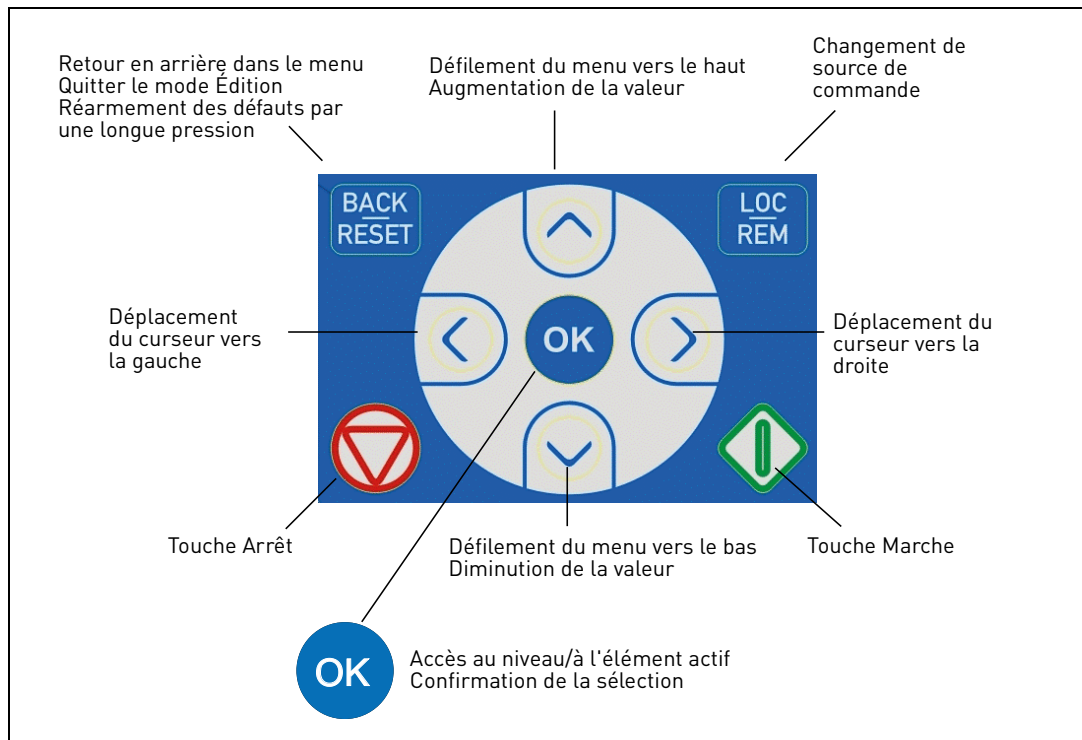 Retour en arrière dans le menu
Quitter le mode Édition
Réarmement des défauts par
une longue pression
Défilement du menu vers le haut
Augmentation de la valeur
Changement de
source de
commande
BACK
RESET
LOC
REM
Déplacement
du curseur vers
la gauche
OK
Déplacement du
curseur vers la
droite
Touche Arrêt
Défilement du menu vers le bas
Diminution de la valeur
Touche Marche
OK
Accès au niveau/à l'élément actif
Confirmation de la sélection